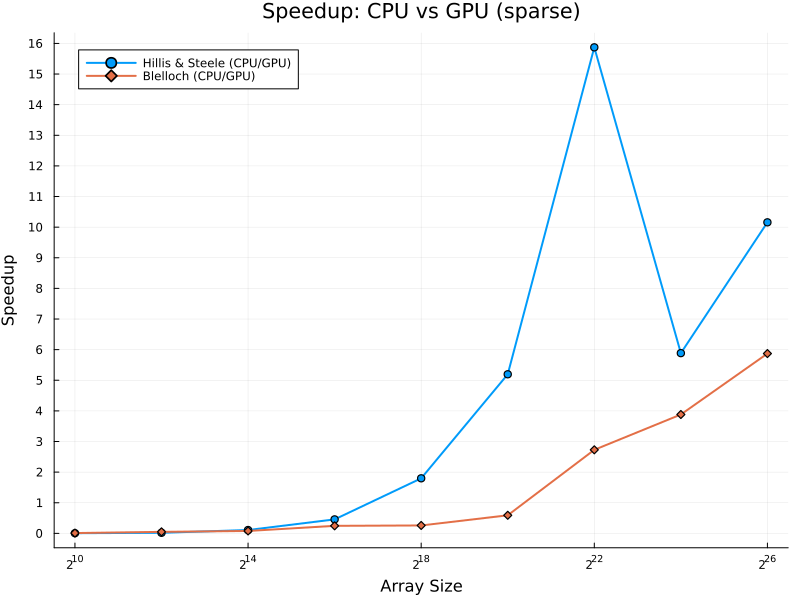 Speedup: CPU vs GPU (sparse)
Hillis & Steele (CPU/GPU)
Blelloch (CPU/GPU)
Speedup
16
15
14
13
12
11
10
9
8
7
6
5
4
3
2
1
0
2^10 2^14 2^18 2^22 2^26
Array Size